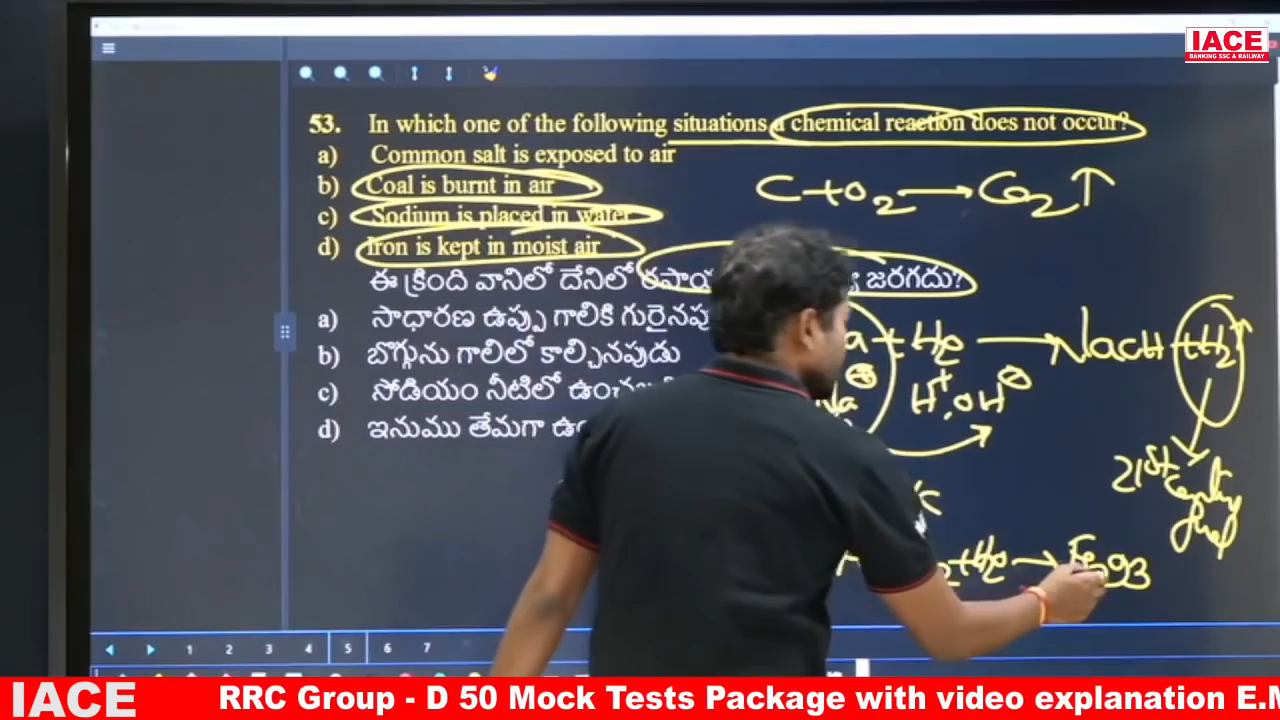 IACE
BANKING SSC & RAILWAY
53. In which one of the following situations a chemical reaction does not occur?
a) Common salt is exposed to air
b) Coal is burnt in air
c) Sodium is placed in water
d) Iron is kept in moist air
C + O2 → CO2 ↑
ఈ క్రింది వానిలో దేనిలో జరగదు?
a) సాధారణ ఉప్పు గాలికి గురైనపు
b) బొగ్గును గాలిలో కాల్చినపుడు
c) సోడియం నీటిలో
d) ఇనుము తేమగా
H+, OH
21st
1 2 3 4 5 6 7
IACE RRC Group - D 50 Mock Tests Package with video explanation E.M